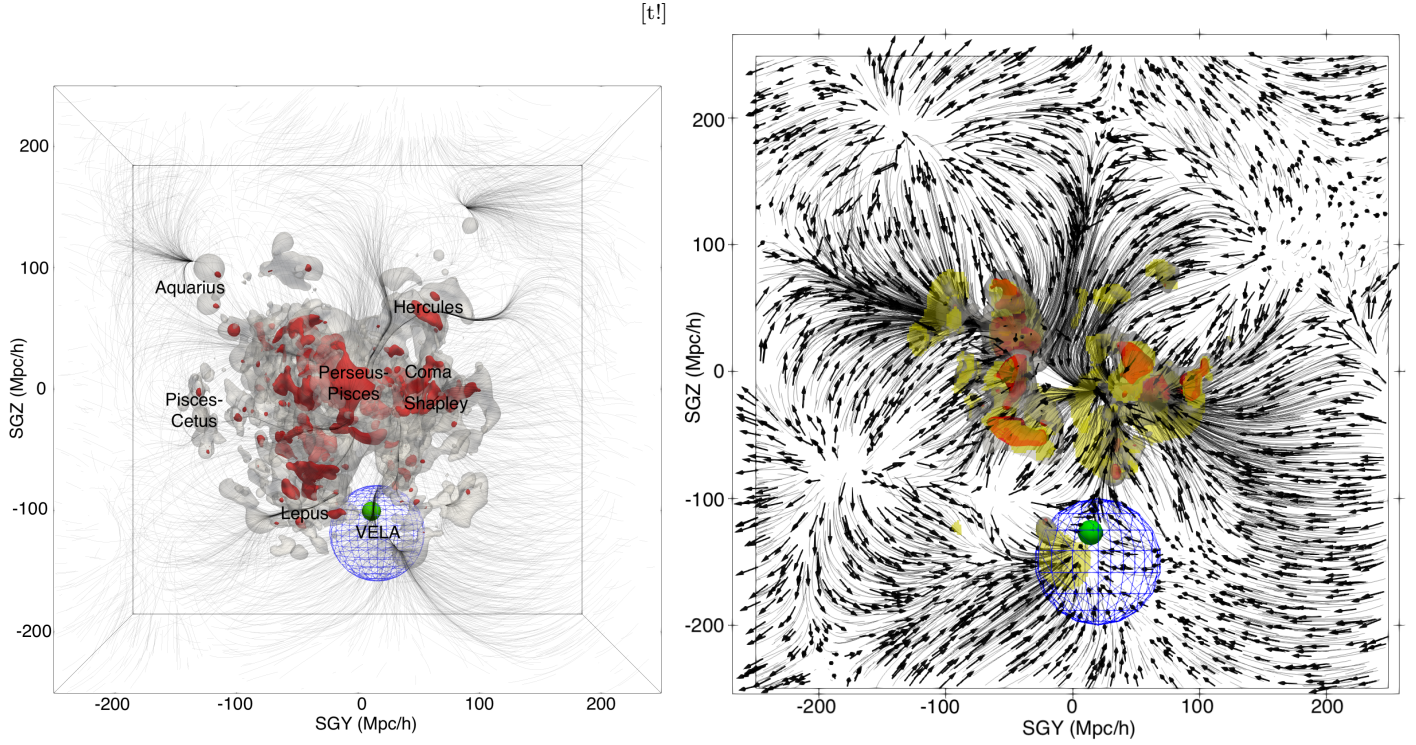 [t!]
200
100
0
-100
-200
SGZ (Mpc/h)
-200
-100
0
100
200
SGY (Mpc/h)
Aquarius
Hercules
Perseus-
Pisces
Coma
Shapley
Pisces-
Cetus
Lepus
VELA
200
100
0
-100
-200
SGZ (Mpc/h)
-200
-100
0
100
200
SGY (Mpc/h)